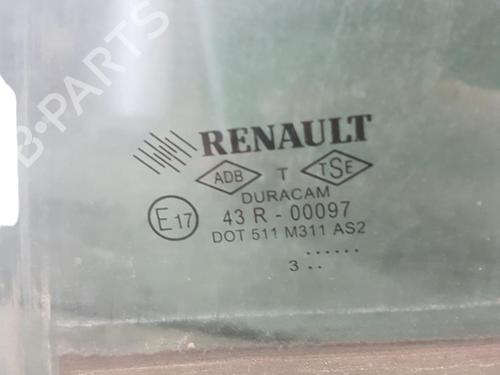 B-PARTS
RENAULT
ADB T TSE
DURACAM
E17 43 R - 00097
DOT 511 M311 AS2
......
3 ..